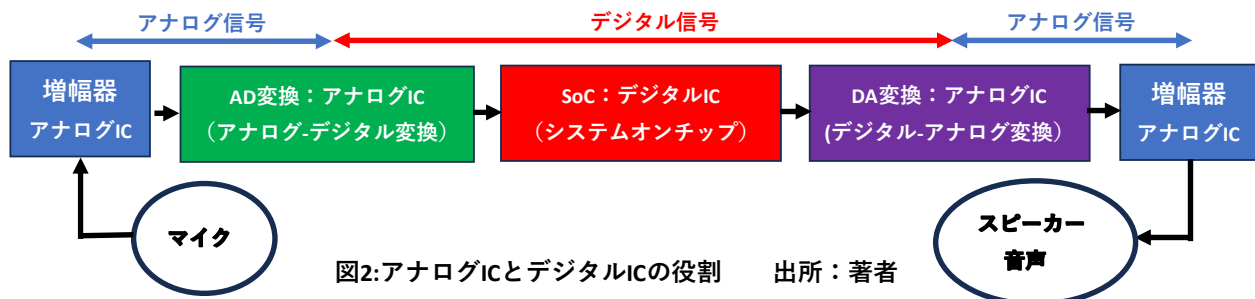 アナログ信号
デジタル信号
アナログ信号
増幅器
アナログIC
AD変換：アナログIC
（アナログ-デジタル変換）
SoC：デジタルIC
（システムオンチップ）
DA変換：アナログIC
(デジタル-アナログ変換）
増幅器
アナログIC
マイク
スピーカー
音声
図2:アナログICとデジタルICの役割　　出所：著者